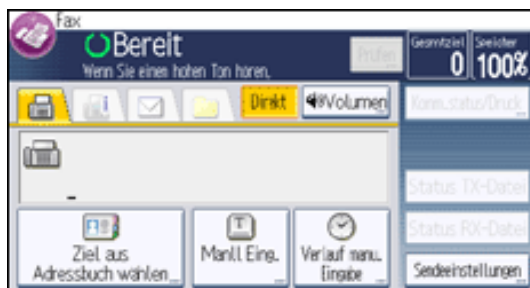 Fax
Bereit
Wenn Sie einen hohen Ton horen,
Prüfen
Gesamtziel
0
Speicher
100%
Direkt
Volumen
Komm.status/Druck
Status TX-Datei
Status RX-Datei
Ziel aus
Adressbuch wählen
Manll Eing.
Verlauf manu.
Eingabe
Sendeeinstellungen